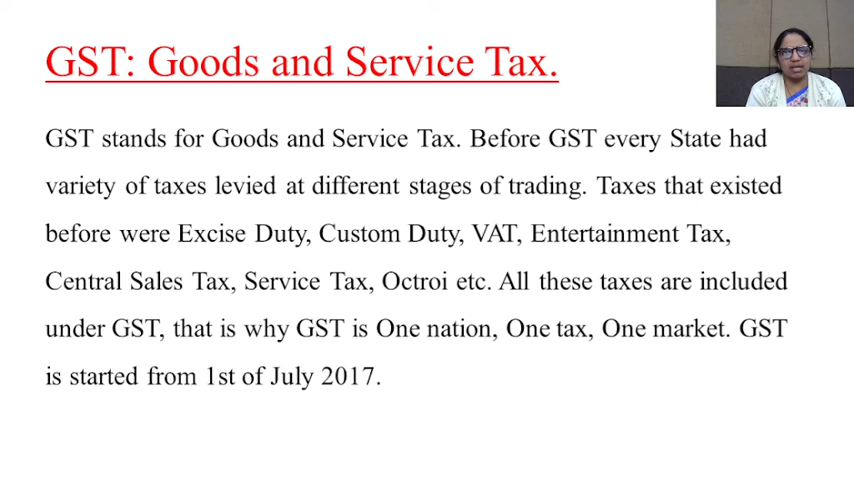 GST: Goods and Service Tax.
GST stands for Goods and Service Tax. Before GST every State had
variety of taxes levied at different stages of trading. Taxes that existed
before were Excise Duty, Custom Duty, VAT, Entertainment Tax,
Central Sales Tax, Service Tax, Octroi etc. All these taxes are included
under GST, that is why GST is One nation, One tax, One market. GST
is started from 1st of July 2017.